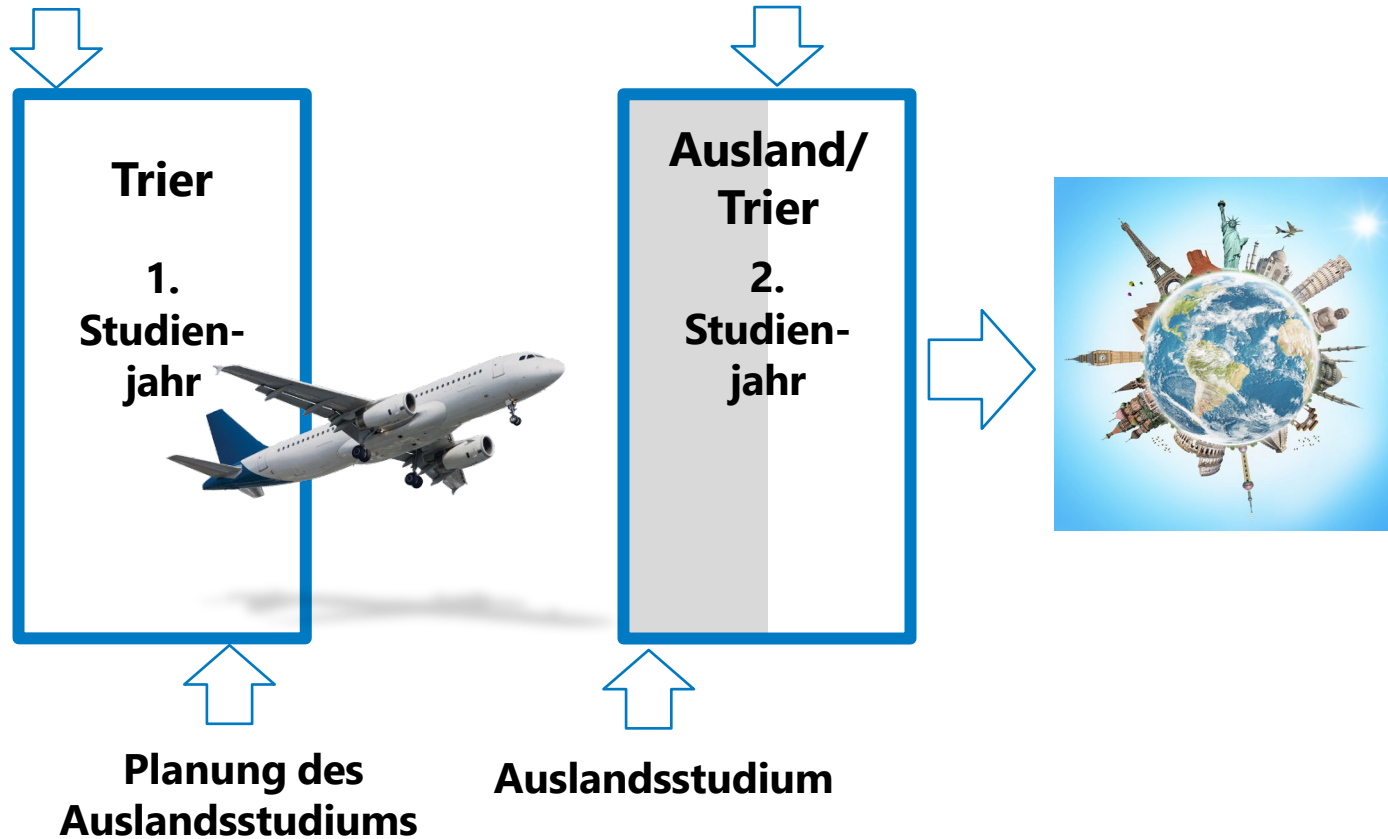 Trier
1.
Studien-
jahr
Ausland/
Trier
2.
Studien-
jahr
Planung des
Auslandsstudiums
Auslandsstudium